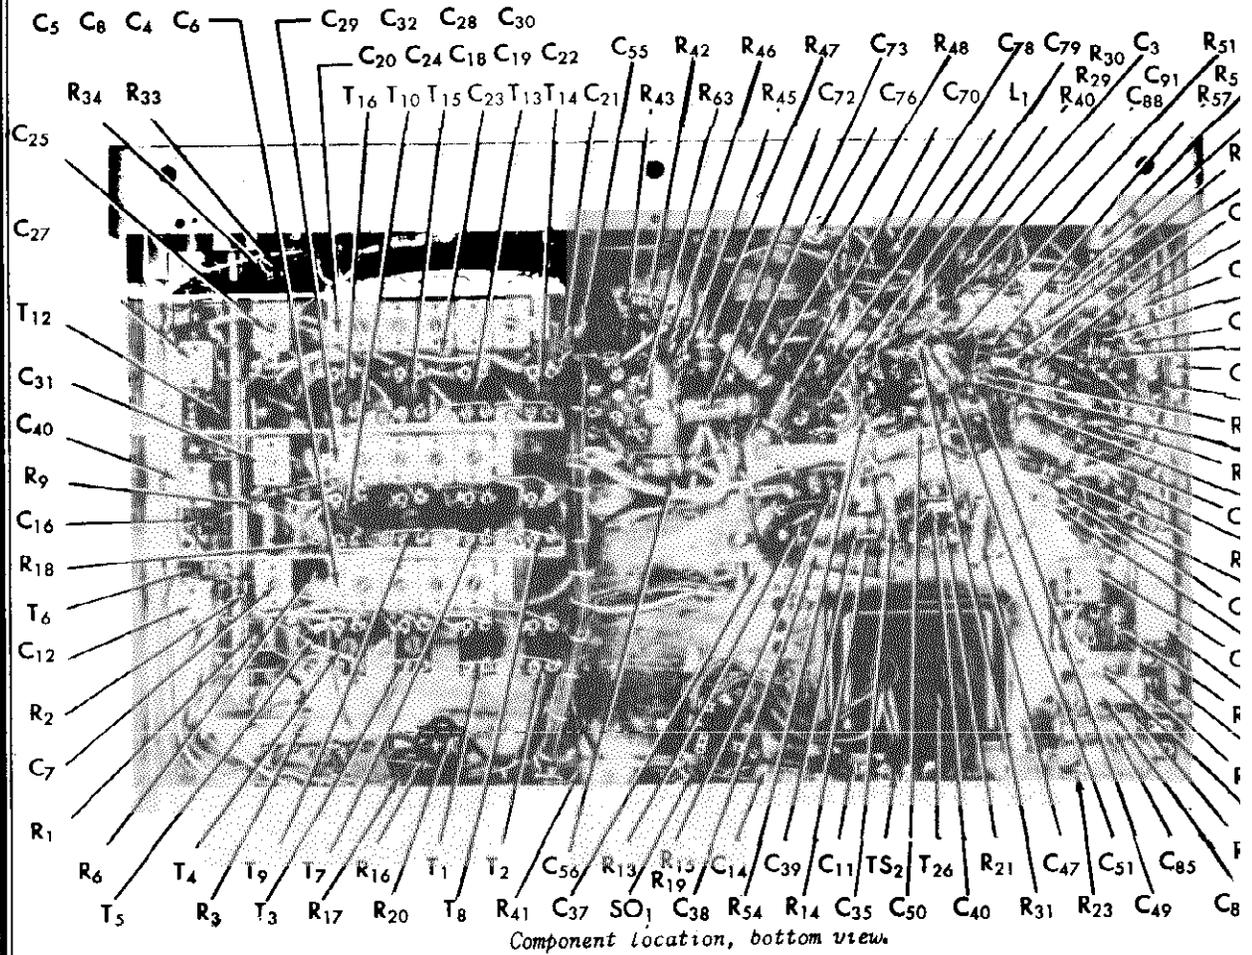 C5 C8 C4 C6 C29 C32 C28 C30
C20 C24 C18 C19 C22 C55 R42 R46 R47 C73 R48 C78 C79 R30 C3 R51
R29 C91 R5
R34 R33 T16 T10 T15 C23 T13 T14 C21 R43 R63 R45 C72 C76 C70 L1 R40 C88 R57
C25
R
C
C27
C
T12
C
C31
C
C40
R
R9
R
C16
C
R18
R
T6
C
C12
C
R2
R
C7
R
R1
R
R6 T4 T9 T7 R16 T1 T2 C56 R13 R15 C14 C39 C11 TS2 T26 R21 C47 C51 C85
R19
T5 R3 T3 R17 R20 T8 R41 C37 SO1 C38 R54 R14 C35 C50 C40 R31 R23 C49 C8
Component location, bottom view.